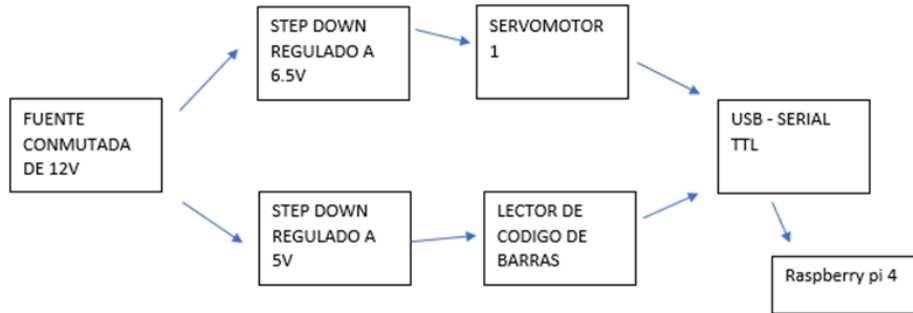 FUENTE
CONMUTADA
DE 12V
STEP DOWN
REGULADO A
6.5V
SERVOMOTOR
1
STEP DOWN
REGULADO A
5V
LECTOR DE
CODIGO DE
BARRAS
USB - SERIAL
TTL
Raspberry pi 4